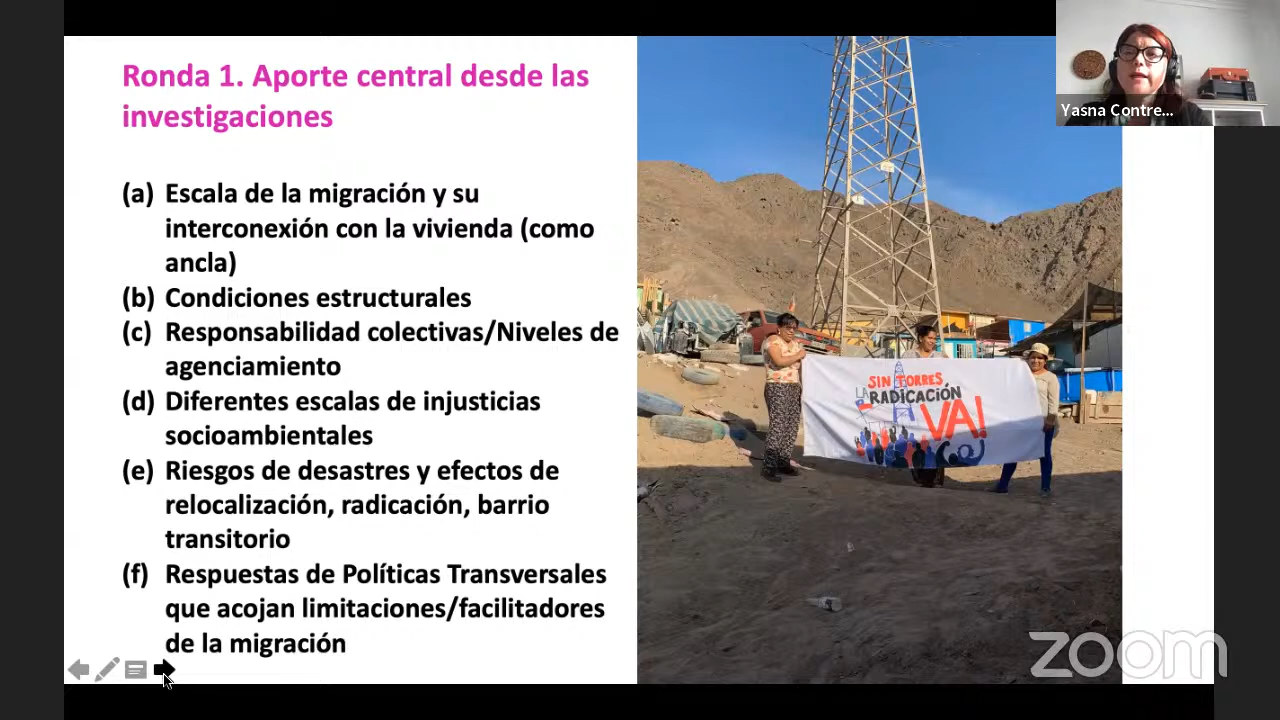 Ronda 1. Aporte central desde las
investigaciones
(a) Escala de la migración y su
interconexión con la vivienda (como
ancla)
(b) Condiciones estructurales
(c) Responsabilidad colectivas/Niveles de
agenciamiento
(d) Diferentes escalas de injusticias
socioambientales
(e) Riesgos de desastres y efectos de
relocalización, radicación, barrio
transitorio
(f) Respuestas de Políticas Transversales
que acojan limitaciones/facilitadores
de la migración
SIN TORRES
LA RADICACIÓN
VA!
Yasna Contre...
zoom